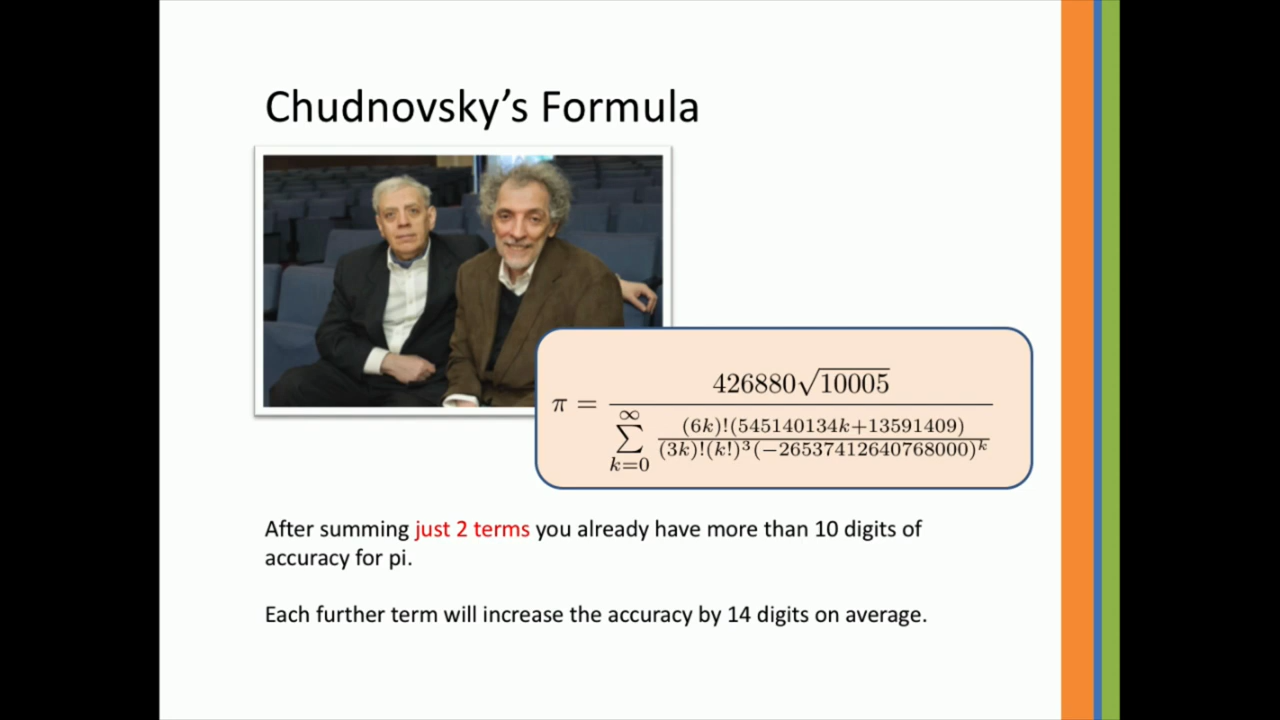 Chudnovsky's Formula
π = 426880√10005
∞
∑
k=0
(6k)!(545140134k+13591409)
(3k)!(k!)³(−26537412640768000)ᵏ
After summing just 2 terms you already have more than 10 digits of
accuracy for pi.
Each further term will increase the accuracy by 14 digits on average.